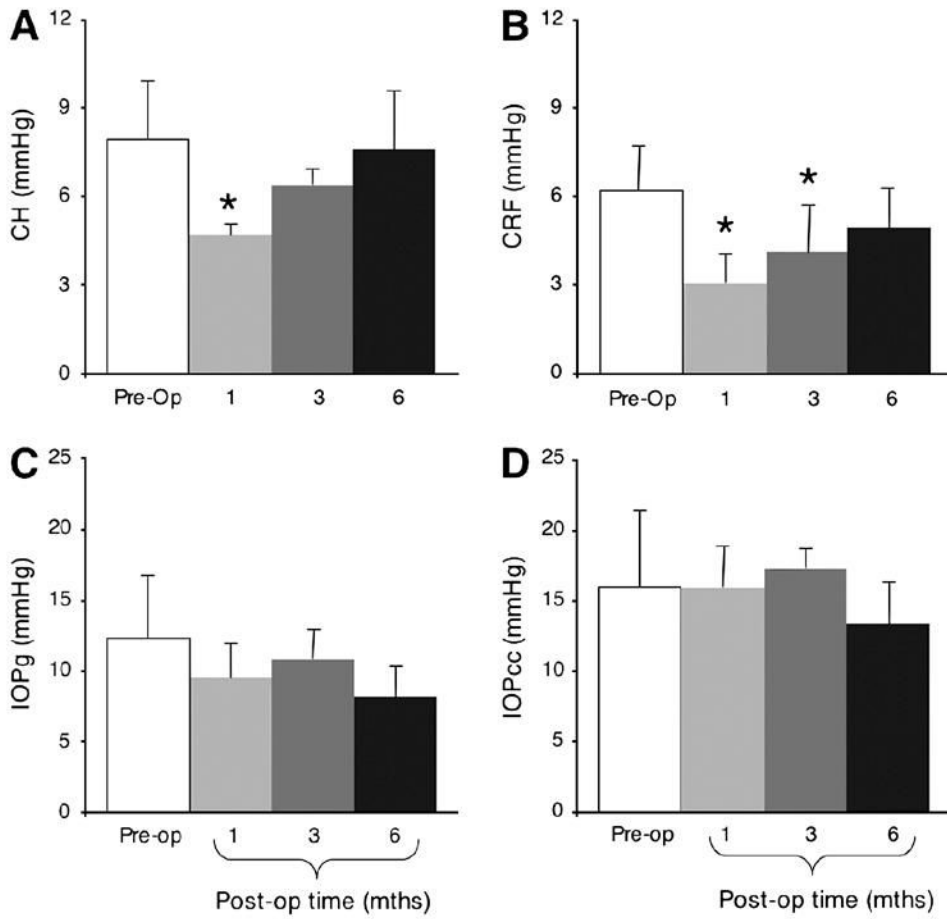 A
12
9
6
3
0
CH (mmHg)
*
Pre-Op 1 3 6
B
12
9
6
3
0
CRF (mmHg)
*
*
Pre-Op 1 3 6
C
25
20
15
10
5
0
IOPg (mmHg)
Pre-op 1 3 6
Post-op time (mths)
D
25
20
15
10
5
0
IOPcc (mmHg)
Pre-op 1 3 6
Post-op time (mths)